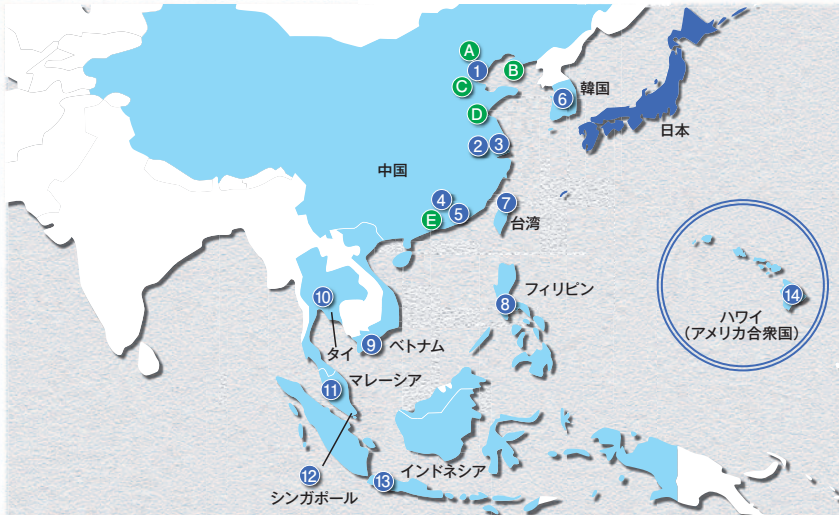 A
1
B
C
D
6
韓国
日本
2
3
中国
4
5
E
7
台湾
10
タイ
8
フィリピン
9
ベトナム
14
ハワイ
（アメリカ合衆国）
11
マレーシア
12
シンガポール
13
インドネシア